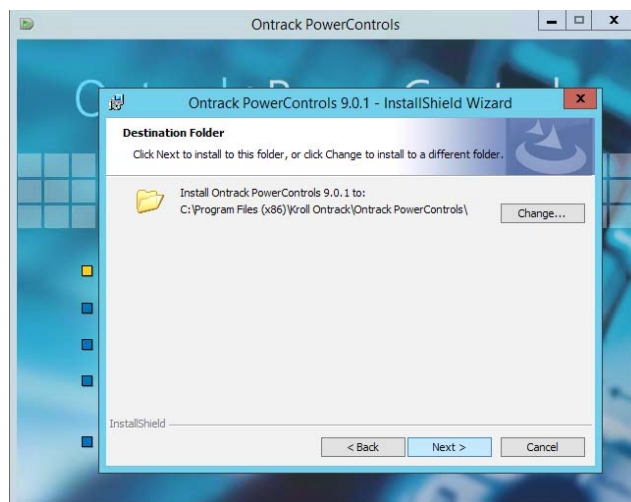 Ontrack PowerControls
Ontrack PowerControls 9.0.1 - InstallShield Wizard
Destination Folder
Click Next to install to this folder, or click Change to install to a different folder.
Install Ontrack PowerControls 9.0.1 to:
C:\Program Files (x86)\Kroll Ontrack\Ontrack PowerControls\
Change...
InstallShield
< Back
Next >
Cancel